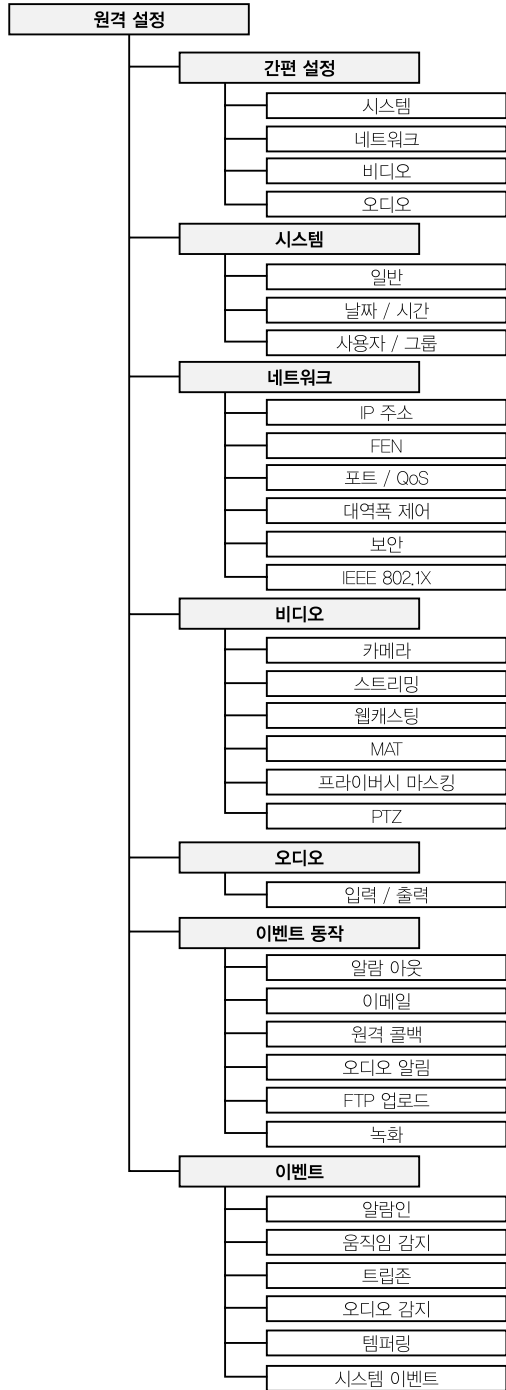 원격 설정
간편 설정
시스템
네트워크
비디오
오디오
시스템
일반
날짜 / 시간
사용자 / 그룹
네트워크
IP 주소
FEN
포트 / QoS
대역폭 제어
보안
IEEE 802.1X
비디오
카메라
스트리밍
웹캐스팅
MAT
프라이버시 마스킹
PTZ
오디오
입력 / 출력
이벤트 동작
알람 아웃
이메일
원격 콜백
오디오 알림
FTP 업로드
녹화
이벤트
알람인
움직임 감지
트립존
오디오 감지
템퍼링
시스템 이벤트